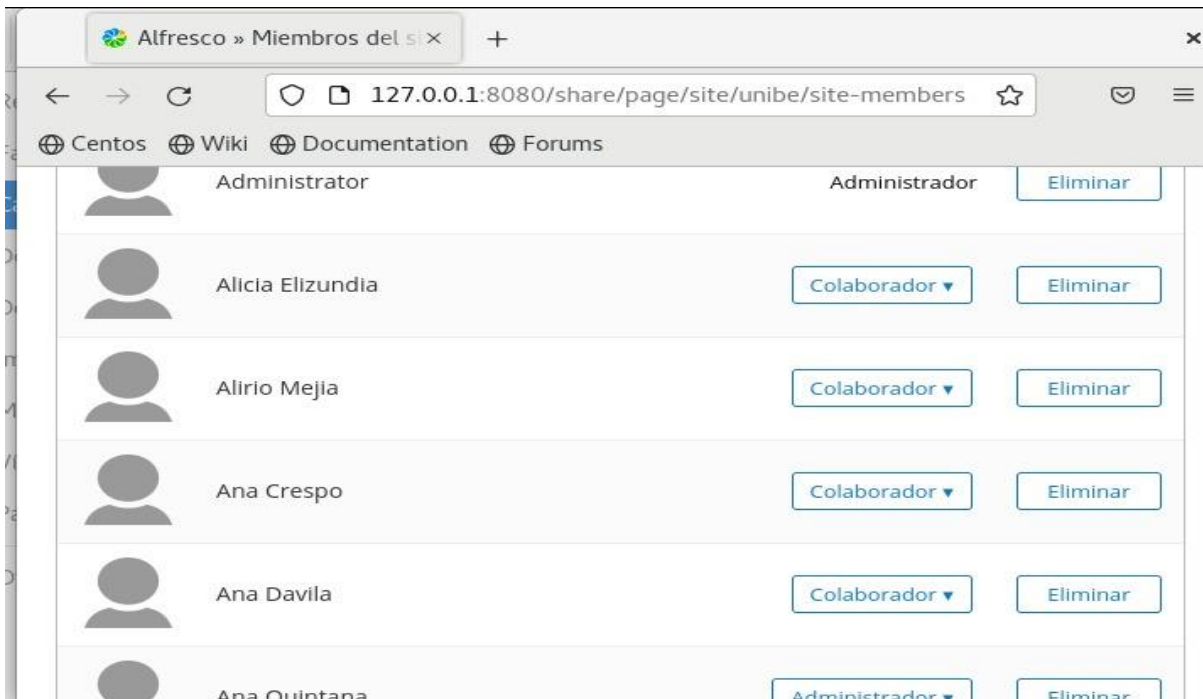 Alfresco » Miembros del si
127.0.0.1:8080/share/page/site/unibe/site-members
Centos Wiki Documentation Forums
Administrator Administrador Eliminar
Alicia Elizundia Colaborador Eliminar
Alirio Mejia Colaborador Eliminar
Ana Crespo Colaborador Eliminar
Ana Davila Colaborador Eliminar
Ana Quintana Administrador Eliminar